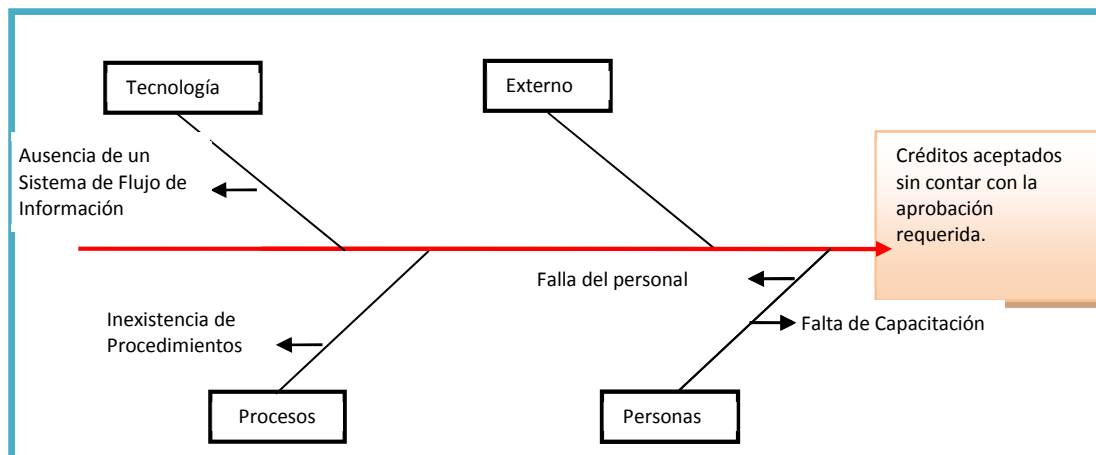 Tecnología
Externo
Ausencia de un
Sistema de Flujo de
Información
Créditos aceptados
sin contar con la
aprobación
requerida.
Falla del personal
Inexistencia de
Procedimientos
Falta de Capacitación
Procesos
Personas